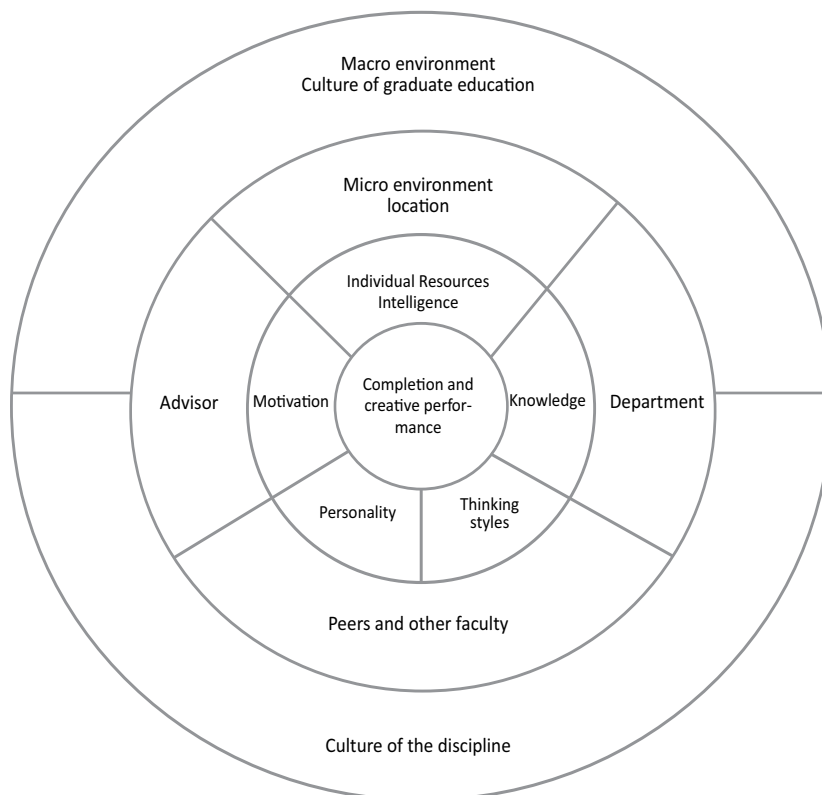 Macro environment
Culture of graduate education
Micro environment
location
Individual Resources
Intelligence
Advisor
Motivation
Completion and
creative perfor-
mance
Knowledge
Department
Personality
Thinking
styles
Peers and other faculty
Culture of the discipline